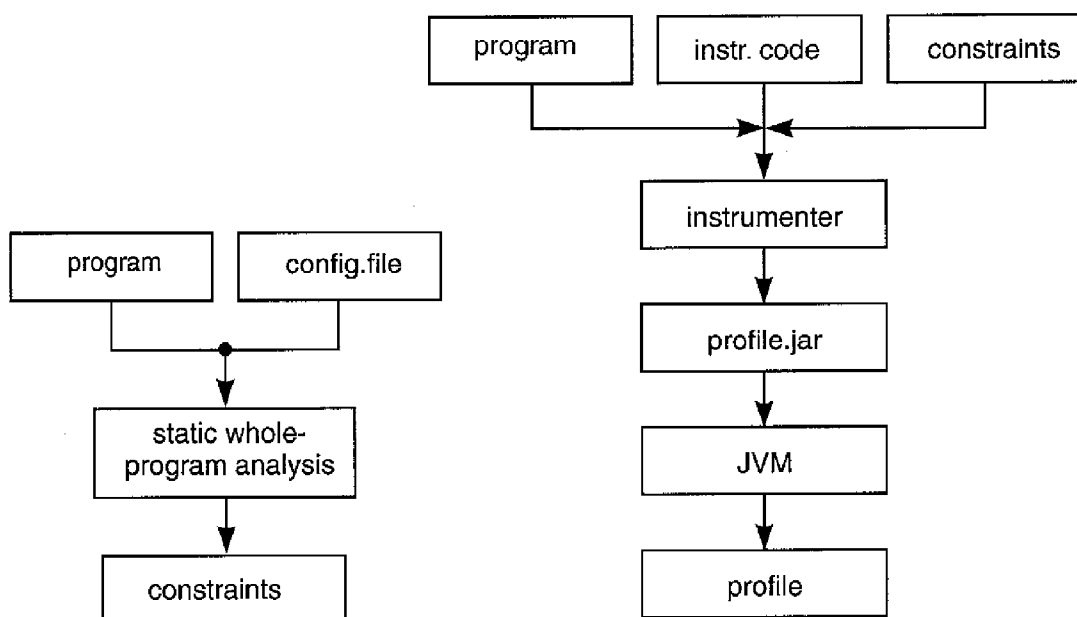 program
instr. code
constraints
instrumenter
profile.jar
JVM
profile
program
config.file
static whole-
program analysis
constraints